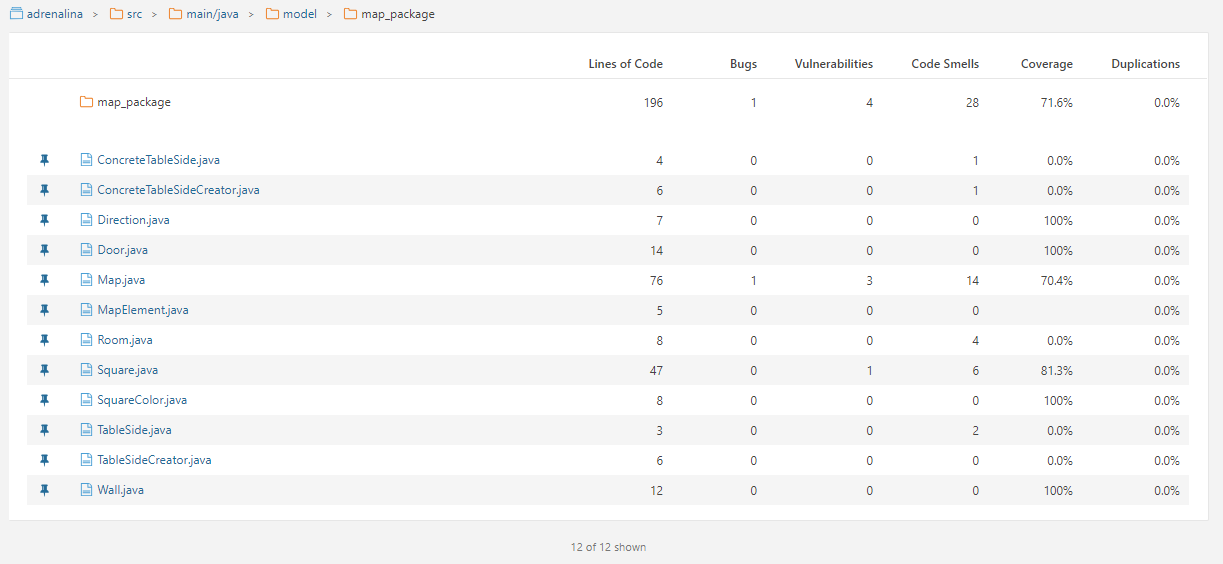 adrenalina > src > main/java > model > map_package
Lines of Code Bugs Vulnerabilities Code Smells Coverage Duplications
map_package 196 1 4 28 71.6% 0.0%
ConcreteTableSide.java 4 0 0 1 0.0% 0.0%
ConcreteTableSideCreator.java 6 0 0 1 0.0% 0.0%
Direction.java 7 0 0 0 100% 0.0%
Door.java 14 0 0 0 100% 0.0%
Map.java 76 1 3 14 70.4% 0.0%
MapElement.java 5 0 0 0 0.0%
Room.java 8 0 0 4 0.0% 0.0%
Square.java 47 0 1 6 81.3% 0.0%
SquareColor.java 8 0 0 0 100% 0.0%
TableSide.java 3 0 0 2 0.0% 0.0%
TableSideCreator.java 6 0 0 0 0.0% 0.0%
Wall.java 12 0 0 0 100% 0.0%
12 of 12 shown